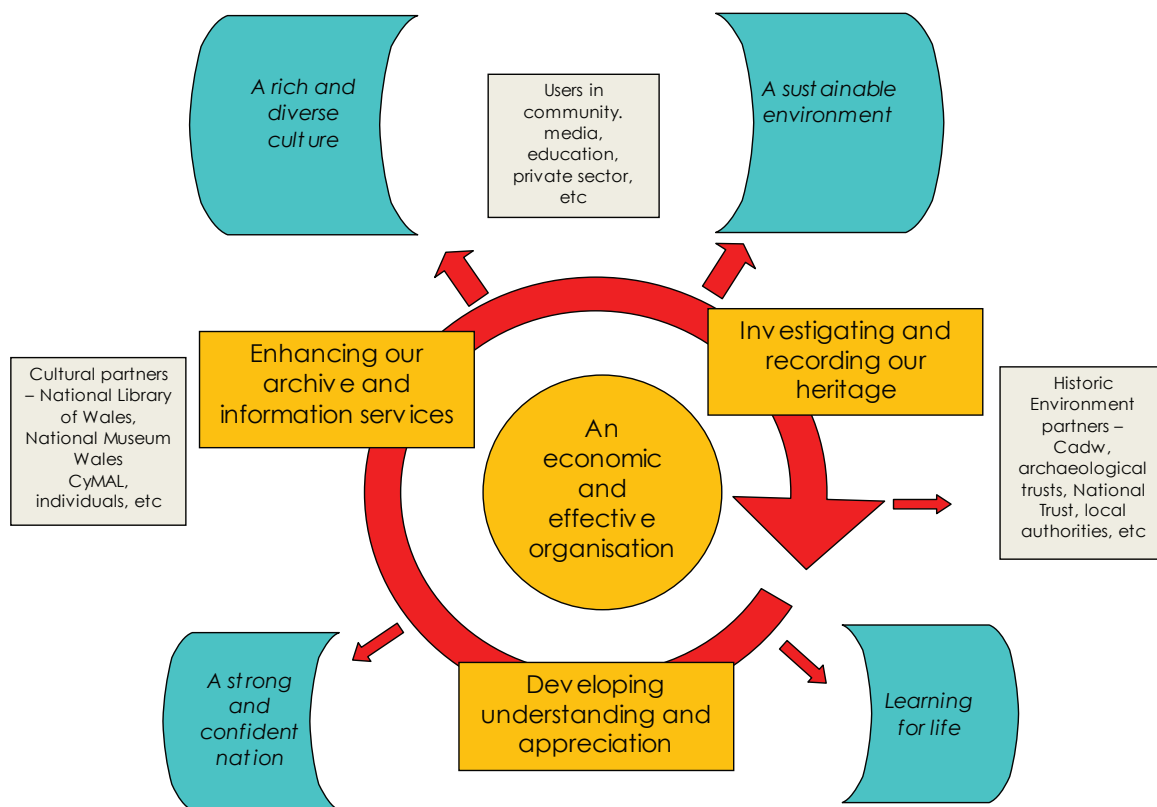 A rich and
diverse
culture
Users in
community.
media,
education,
private sector,
etc
A sustainable
environment
Enhancing our
archive and
information services
Investigating and
recording our
heritage
Cultural partners
– National Library
of Wales,
National Museum
Wales
CyMAL,
individuals, etc
An
economic
and
effective
organisation
Historic
Environment
partners –
Cadw,
archaeological
trusts, National
Trust, local
authorities, etc
A strong
and
confident
nation
Developing
understanding and
appreciation
Learning
for life